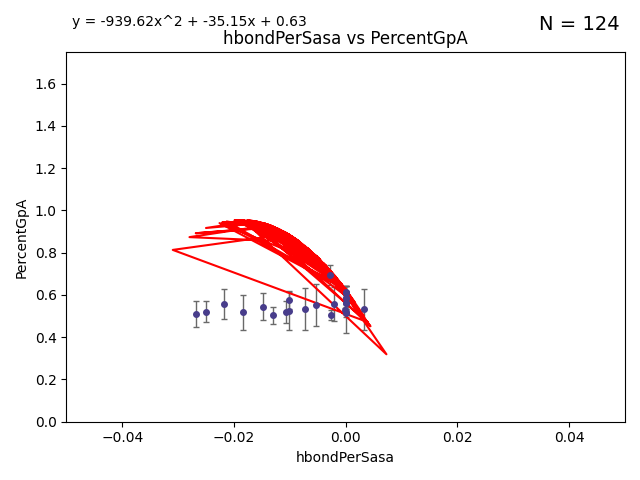 y = -939.62x^2 + -35.15x + 0.63
N = 124
hbondPerSasa vs PercentGpA
1.6
1.4
1.2
1.0
0.8
0.6
0.4
0.2
0.0
PercentGpA
−0.04 −0.02 0.00 0.02 0.04
hbondPerSasa